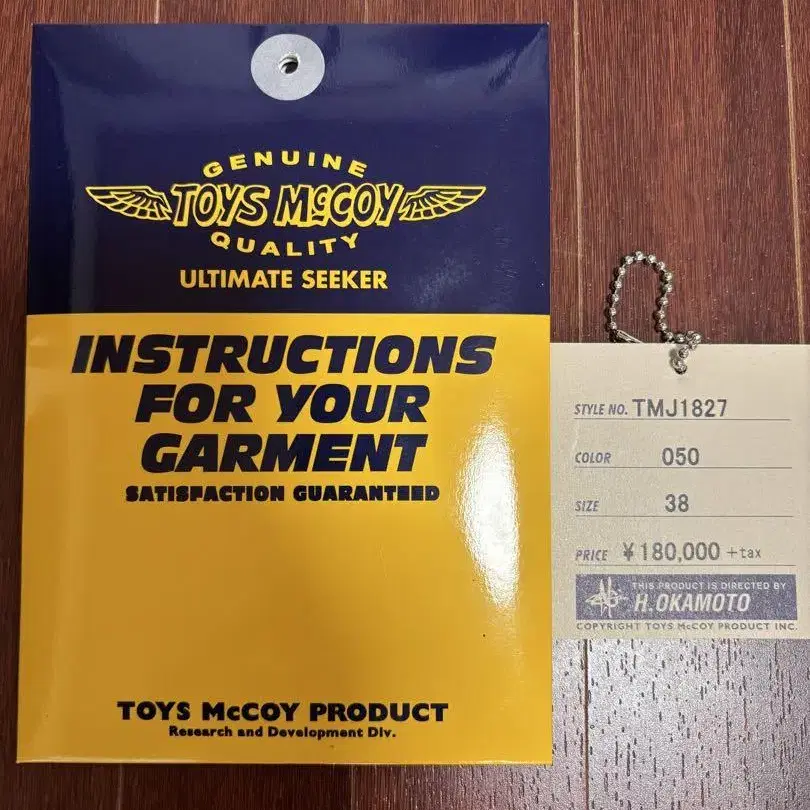 GENUINE
TOYS McCOY
QUALITY
ULTIMATE SEEKER
INSTRUCTIONS
FOR YOUR
GARMENT
SATISFACTION GUARANTEED
TOYS McCOY PRODUCT
Research and Development Div.
STYLE NO. TMJ1827
COLOR 050
SIZE 38
PRICE ¥180,000 +tax
THIS PRODUCT IS DIRECTED BY
H.OKAMOTO
COPYRIGHT TOYS McCOY PRODUCT INC.